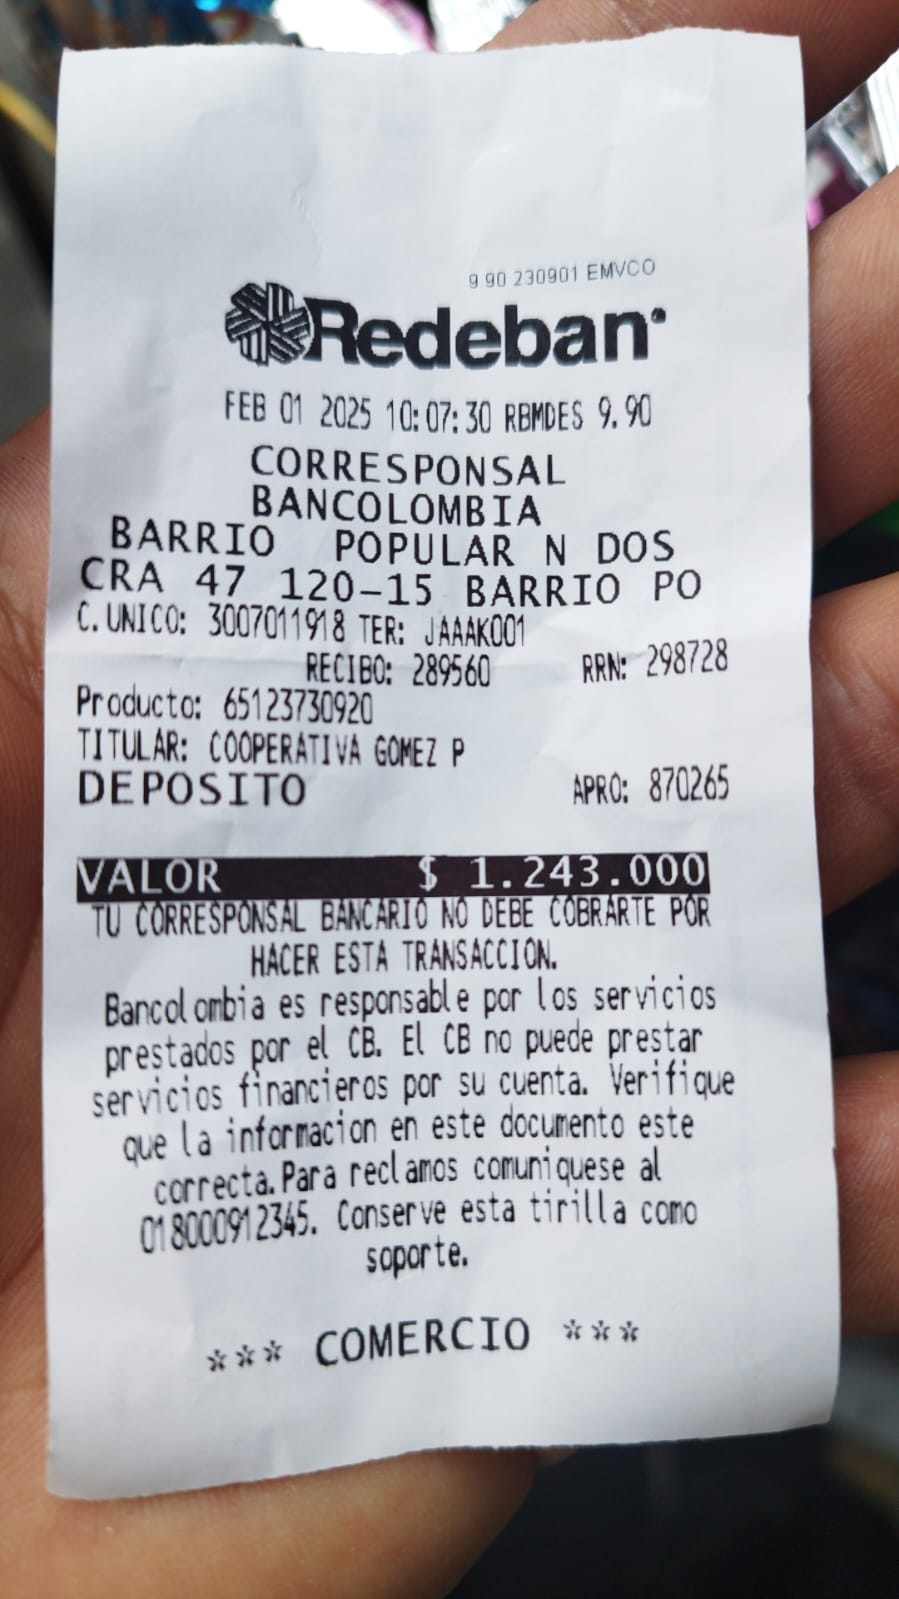 9.90 230901 EMVCO
Redeban
FEB 01 2025 10:07:30 RBMDES 9.90
CORRESPONSAL
BANCOLOMBIA
BARRIO POPULAR N DOS
CRA 47 120-15 BARRIO PO
C.UNICO: 3007011918 TER: JAAAK001
RECIBO: 289560 RRN: 298728
Producto: 65123730920
TITULAR: COOPERATIVA GOMEZ P
DEPOSITO APRO: 870265
VALOR $ 1.243.000
TU CORRESPONSAL BANCARIO NO DEBE COBRARTE POR
HACER ESTA TRANSACCION.
Bancolombia es responsable por los servicios
prestados por el CB. El CB no puede prestar
servicios financieros por su cuenta. Verifique
que la informacion en este documento este
correcta.Para reclamos comuniquese al
018000912345. Conserve esta tirilla como
soporte.
*** COMERCIO ***